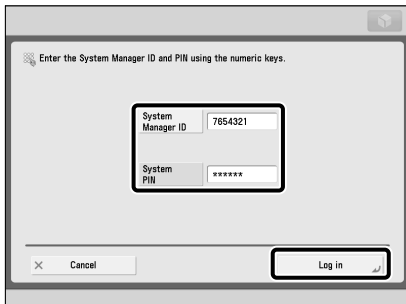 Enter the System Manager ID and PIN using the numeric keys.
System
Manager ID
7654321
System
PIN
******
Cancel
Log in